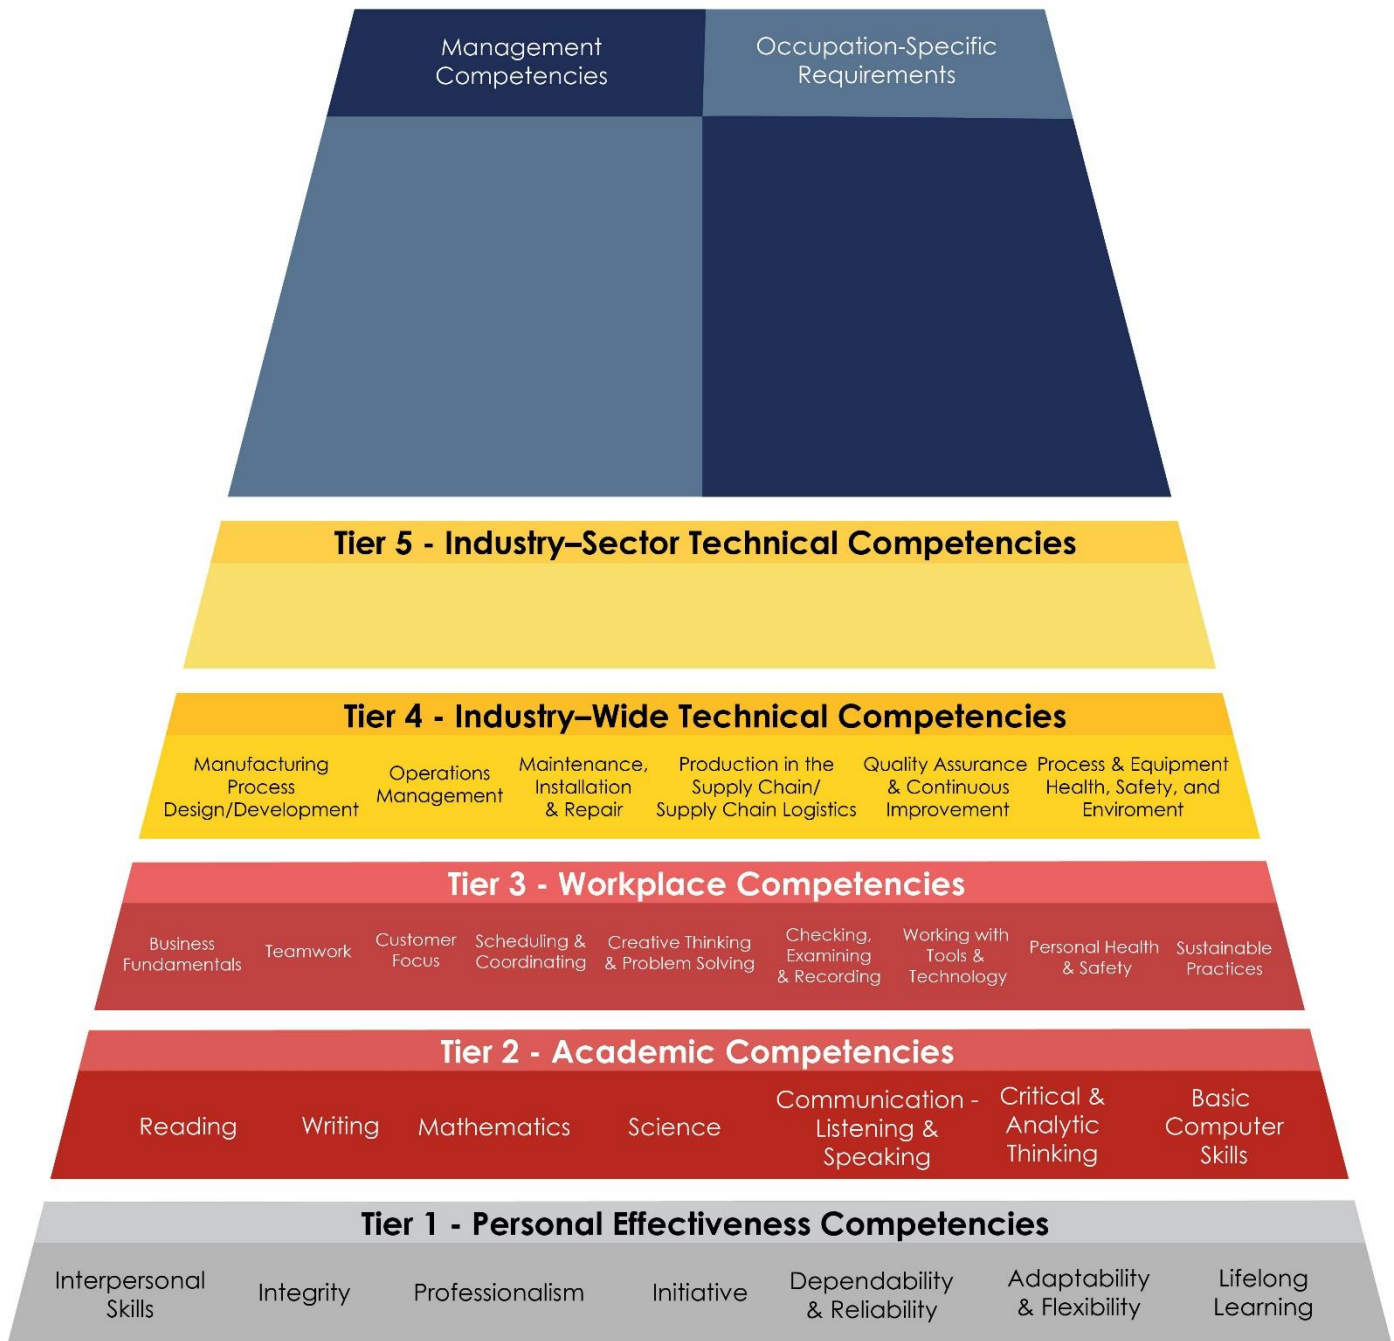 Management
Competencies
Occupation-Specific
Requirements
Tier 5 - Industry–Sector Technical Competencies
Tier 4 - Industry–Wide Technical Competencies
Manufacturing
Process
Design/Development
Operations
Management
Maintenance,
Installation
& Repair
Production in the
Supply Chain/
Supply Chain Logistics
Quality Assurance
& Continuous
Improvement
Process & Equipment
Health, Safety, and
Enviroment
Tier 3 - Workplace Competencies
Business
Fundamentals
Teamwork
Customer
Focus
Scheduling &
Coordinating
Creative Thinking
& Problem Solving
Checking,
Examining
& Recording
Working with
Tools &
Technology
Personal Health
& Safety
Sustainable
Practices
Tier 2 - Academic Competencies
Reading
Writing
Mathematics
Science
Communication -
Listening &
Speaking
Critical &
Analytic
Thinking
Basic
Computer
Skills
Tier 1 - Personal Effectiveness Competencies
Interpersonal
Skills
Integrity
Professionalism
Initiative
Dependability
& Reliability
Adaptability
& Flexibility
Lifelong
Learning